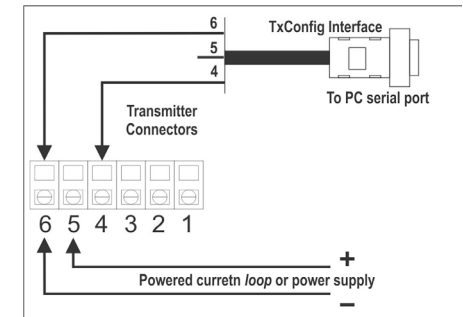 6
TxConfig Interface
5
4
To PC serial port
Transmitter
Connectors
6 5 4 3 2 1
+
Powered curretn loop or power supply
−